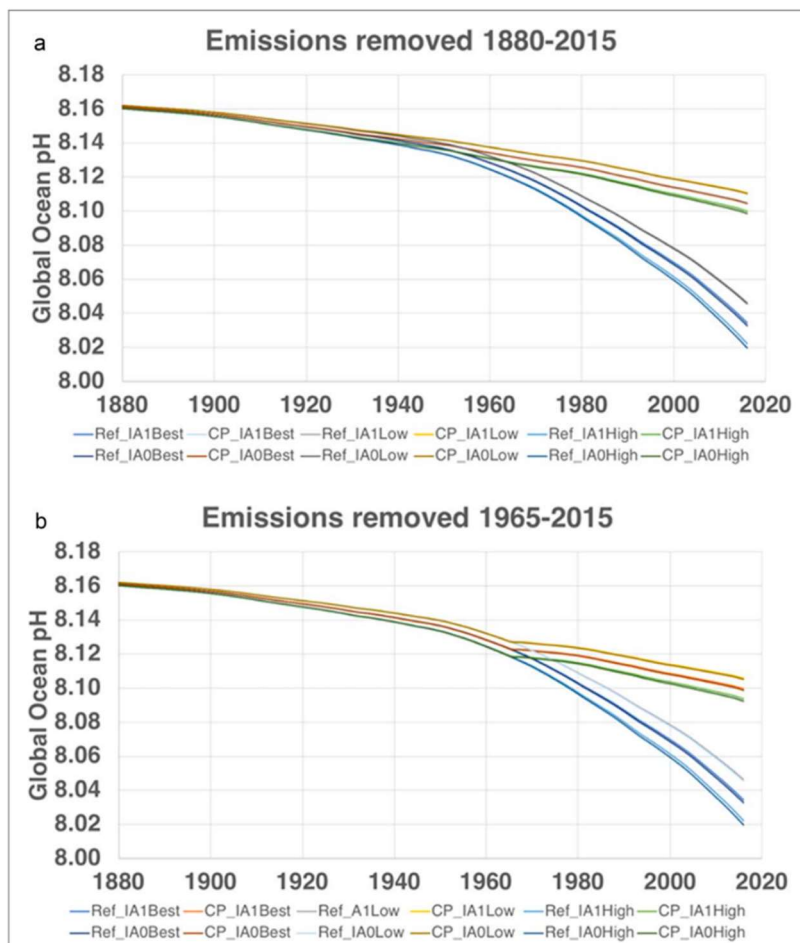 a
Emissions removed 1880-2015
Global Ocean pH
8.18
8.16
8.14
8.12
8.10
8.08
8.06
8.04
8.02
8.00
1880 1900 1920 1940 1960 1980 2000 2020
Ref_IA1Best CP_IA1Best Ref_IA1Low CP_IA1Low Ref_IA1High CP_IA1High
Ref_IA0Best CP_IA0Best Ref_IA0Low CP_IA0Low Ref_IA0High CP_IA0High
b
Emissions removed 1965-2015
Global Ocean pH
8.18
8.16
8.14
8.12
8.10
8.08
8.06
8.04
8.02
8.00
1880 1900 1920 1940 1960 1980 2000 2020
Ref_IA1Best CP_IA1Best Ref_A1Low CP_IA1Low Ref_IA1High CP_IA1High
Ref_IA0Best CP_IA0Best Ref_IA0Low CP_IA0Low Ref_IA0High CP_IA0High